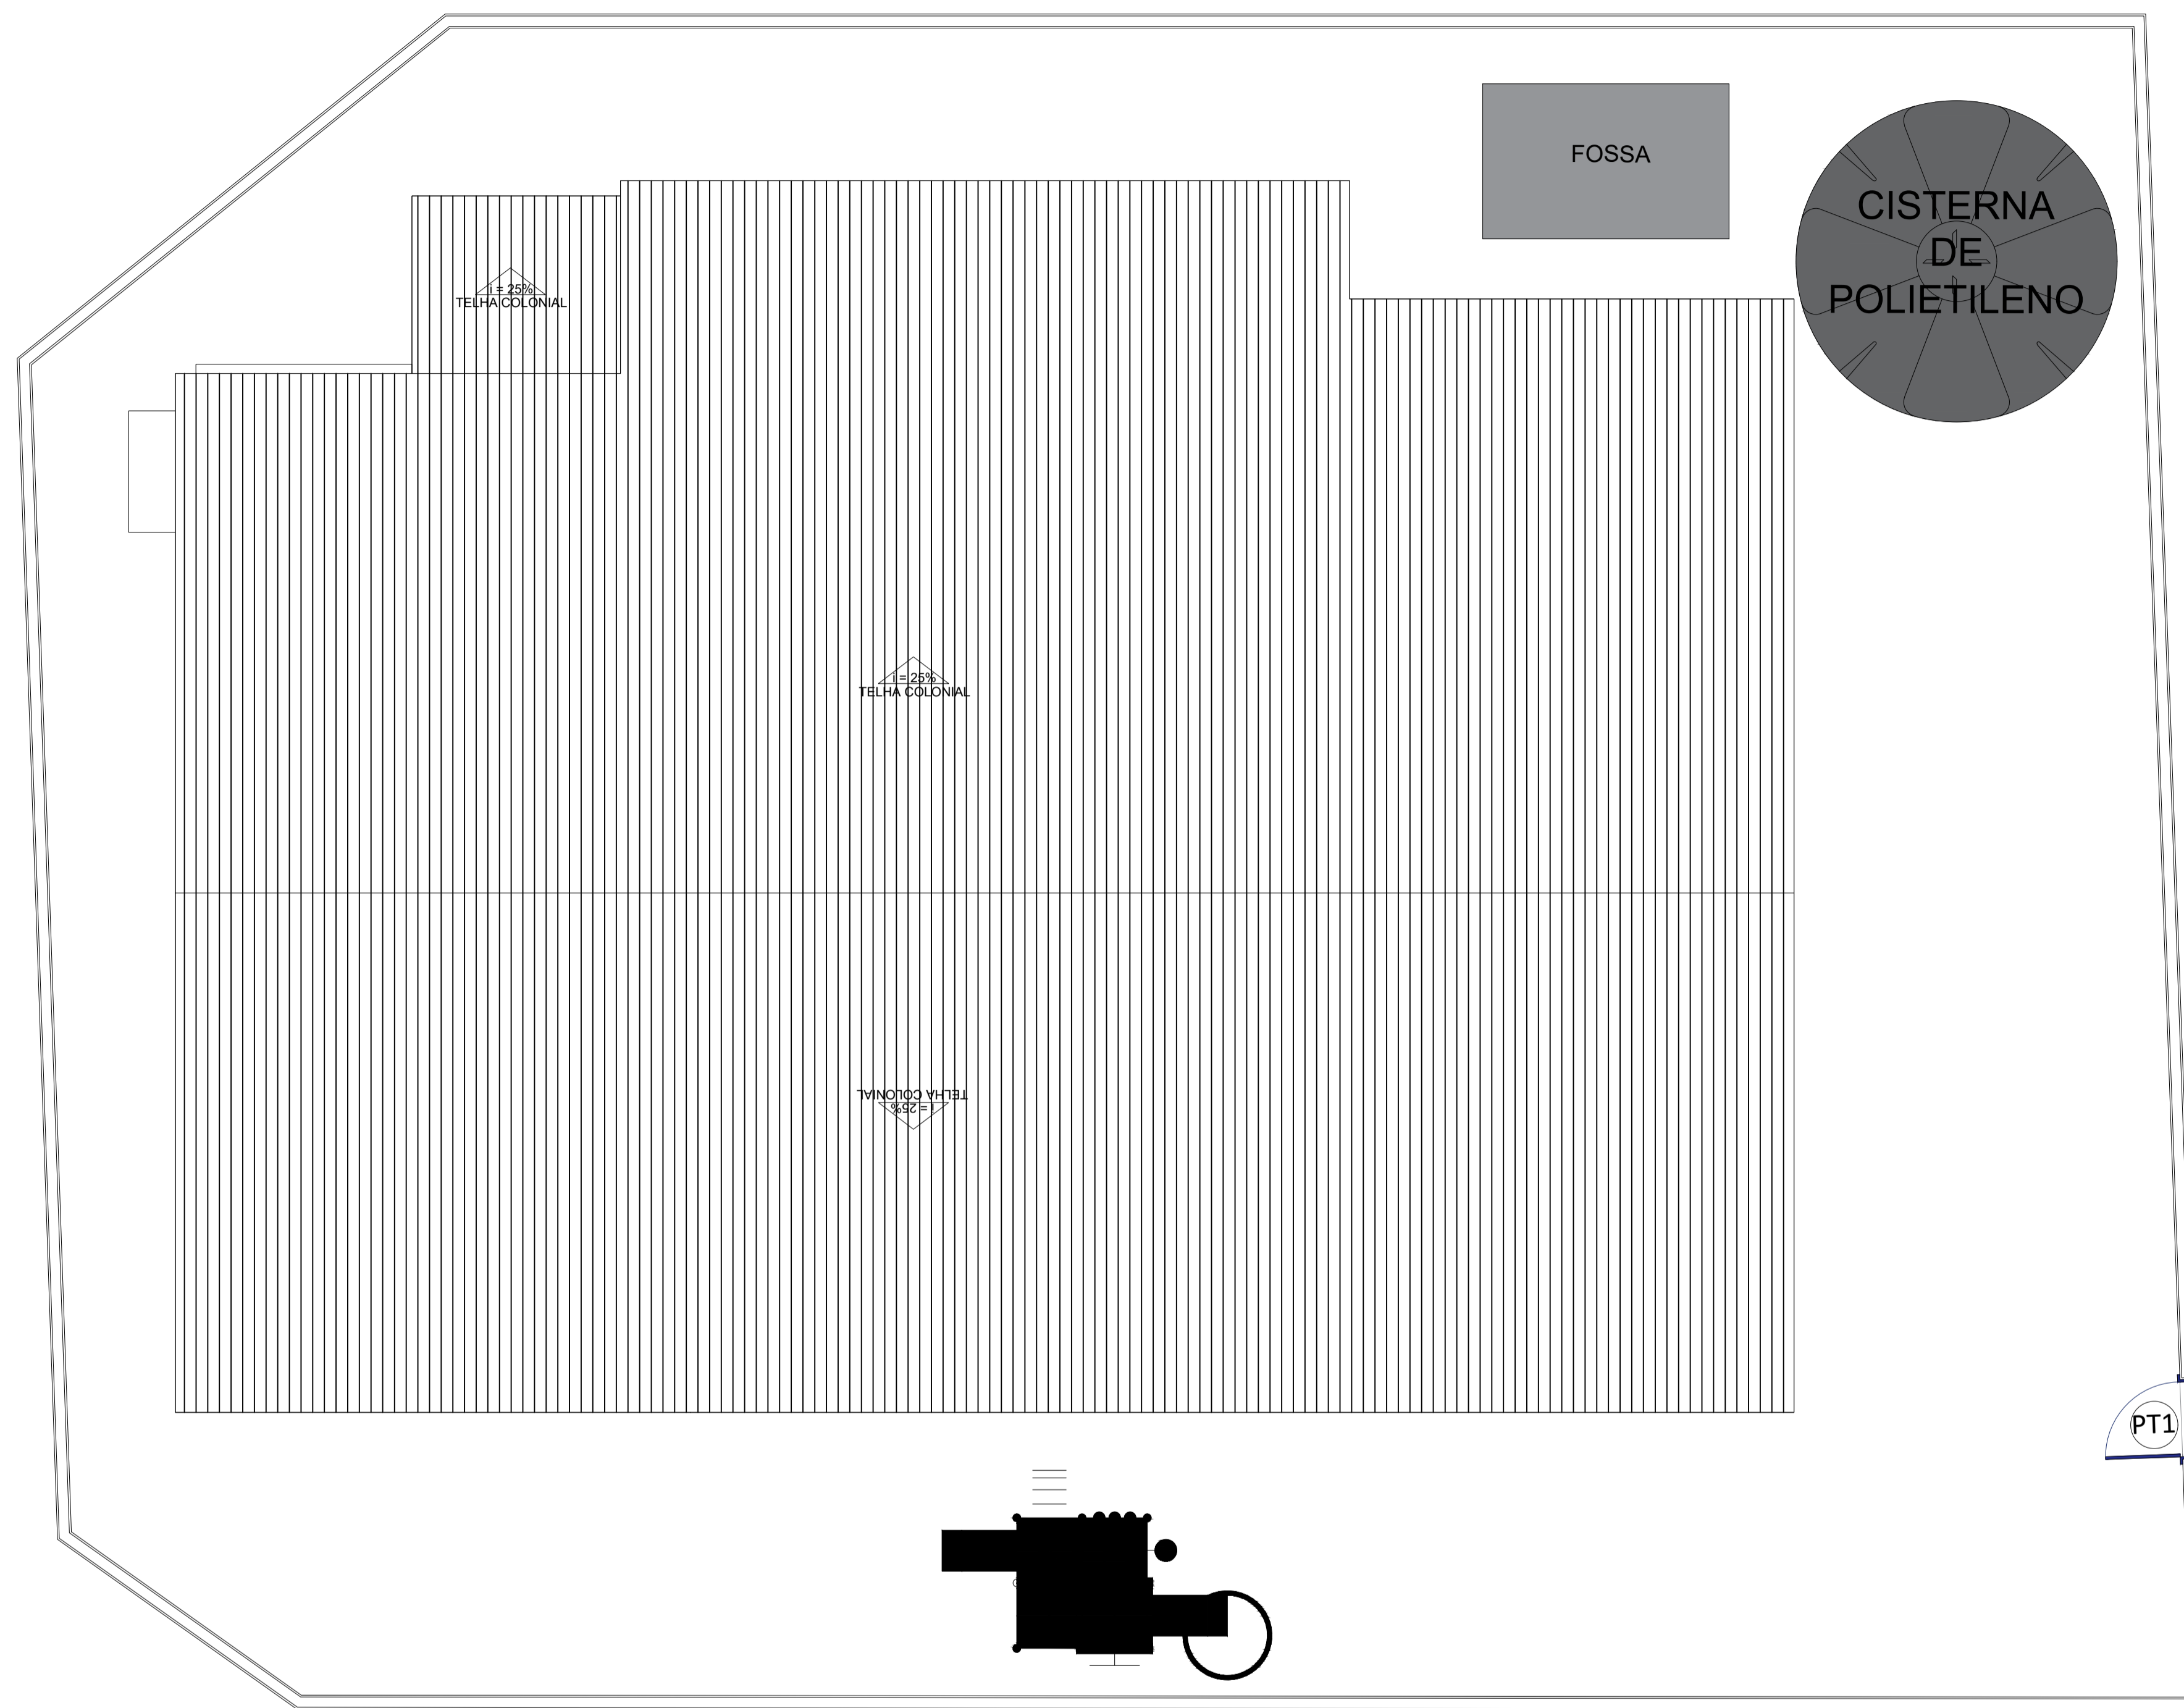 FOSSA
CISTERNA
DE
POLIETILENO
i = 25%
TELHA COLONIAL
i = 25%
TELHA COLONIAL
TELHA COLONIAL
i = 25%
PT1